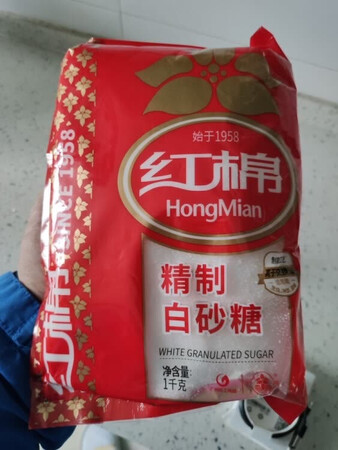 始于1958
红棉
HongMian
精制
白砂糖
WHITE GRANULATED SUGAR
净含量:
1千克
红棉 SINCE 1958